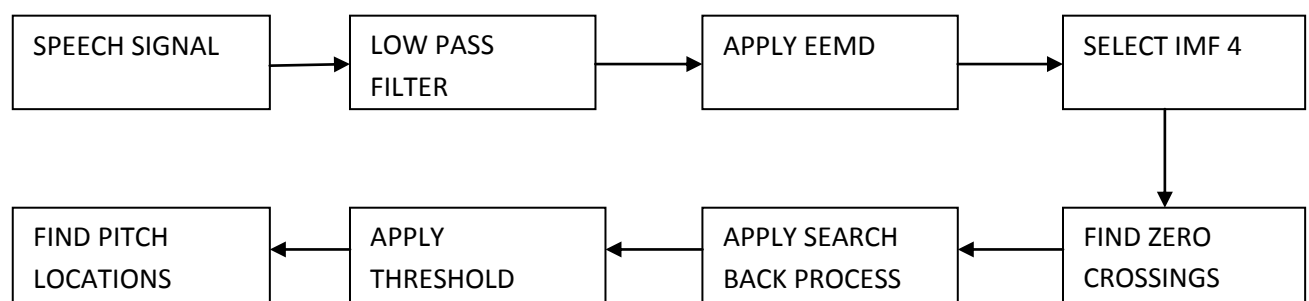 SPEECH SIGNAL
LOW PASS
FILTER
APPLY EEMD
SELECT IMF 4
FIND PITCH
LOCATIONS
APPLY
THRESHOLD
APPLY SEARCH
BACK PROCESS
FIND ZERO
CROSSINGS